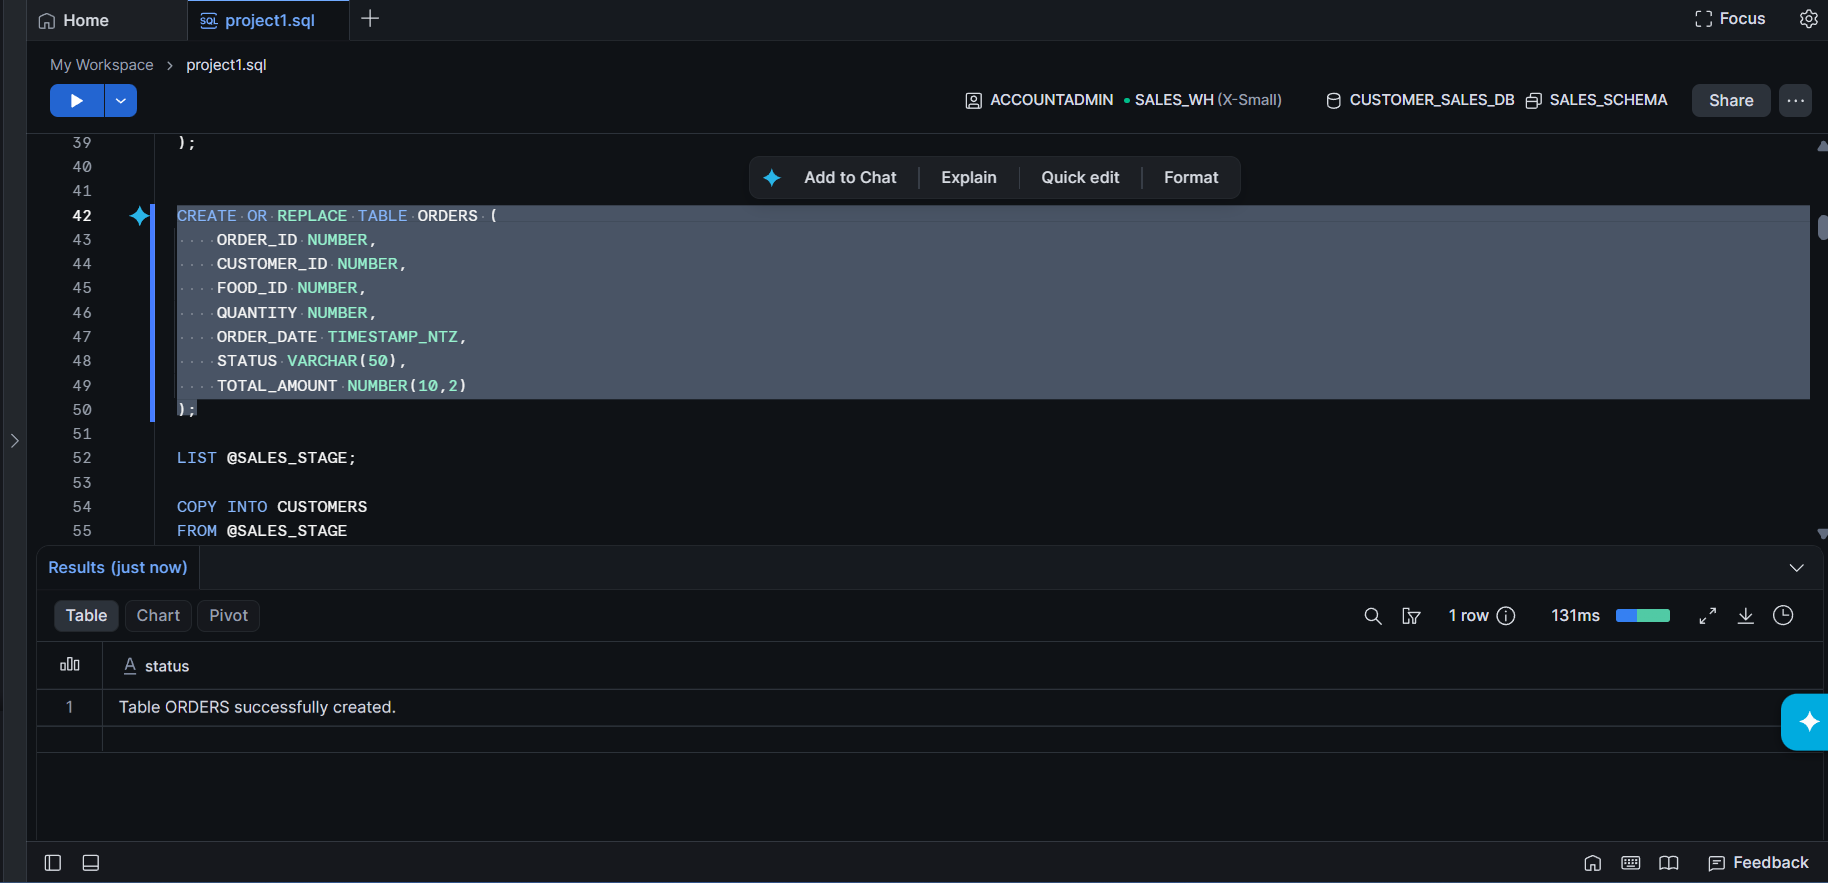 Home
SQL project1.sql
Focus
My Workspace > project1.sql
ACCOUNTADMIN SALES_WH (X-Small) CUSTOMER_SALES_DB SALES_SCHEMA Share ...
Add to Chat Explain Quick edit Format
39 );
40
41
42 CREATE OR REPLACE TABLE ORDERS (
43 ORDER_ID NUMBER,
44 CUSTOMER_ID NUMBER,
45 FOOD_ID NUMBER,
46 QUANTITY NUMBER,
47 ORDER_DATE TIMESTAMP_NTZ,
48 STATUS VARCHAR(50),
49 TOTAL_AMOUNT NUMBER(10,2)
50 );
51
52 LIST @SALES_STAGE;
53
54 COPY INTO CUSTOMERS
55 FROM @SALES_STAGE
Results (just now)
Table Chart Pivot
1 row 131ms
A status
1 Table ORDERS successfully created.
Feedback